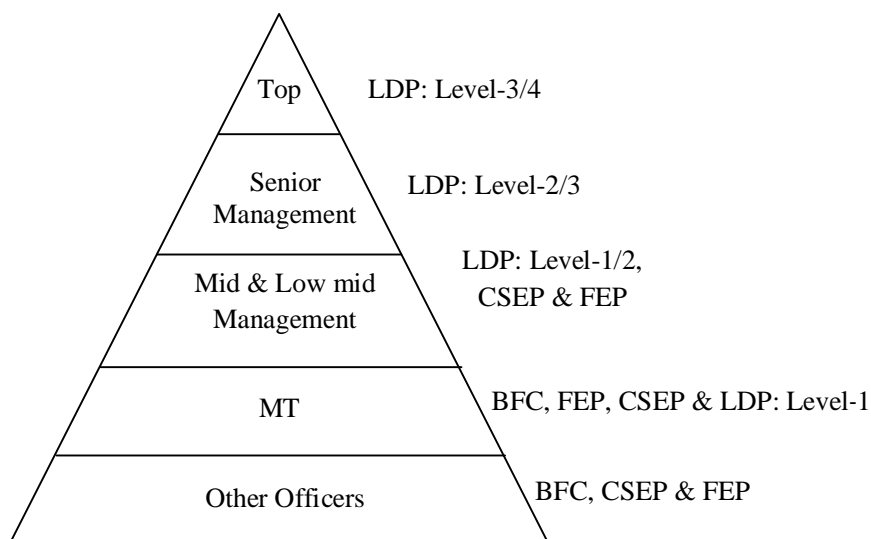 Top
LDP: Level-3/4
Senior
Management
LDP: Level-2/3
Mid & Low mid
Management
LDP: Level-1/2,
CSEP & FEP
MT
BFC, FEP, CSEP & LDP: Level-1
Other Officers
BFC, CSEP & FEP